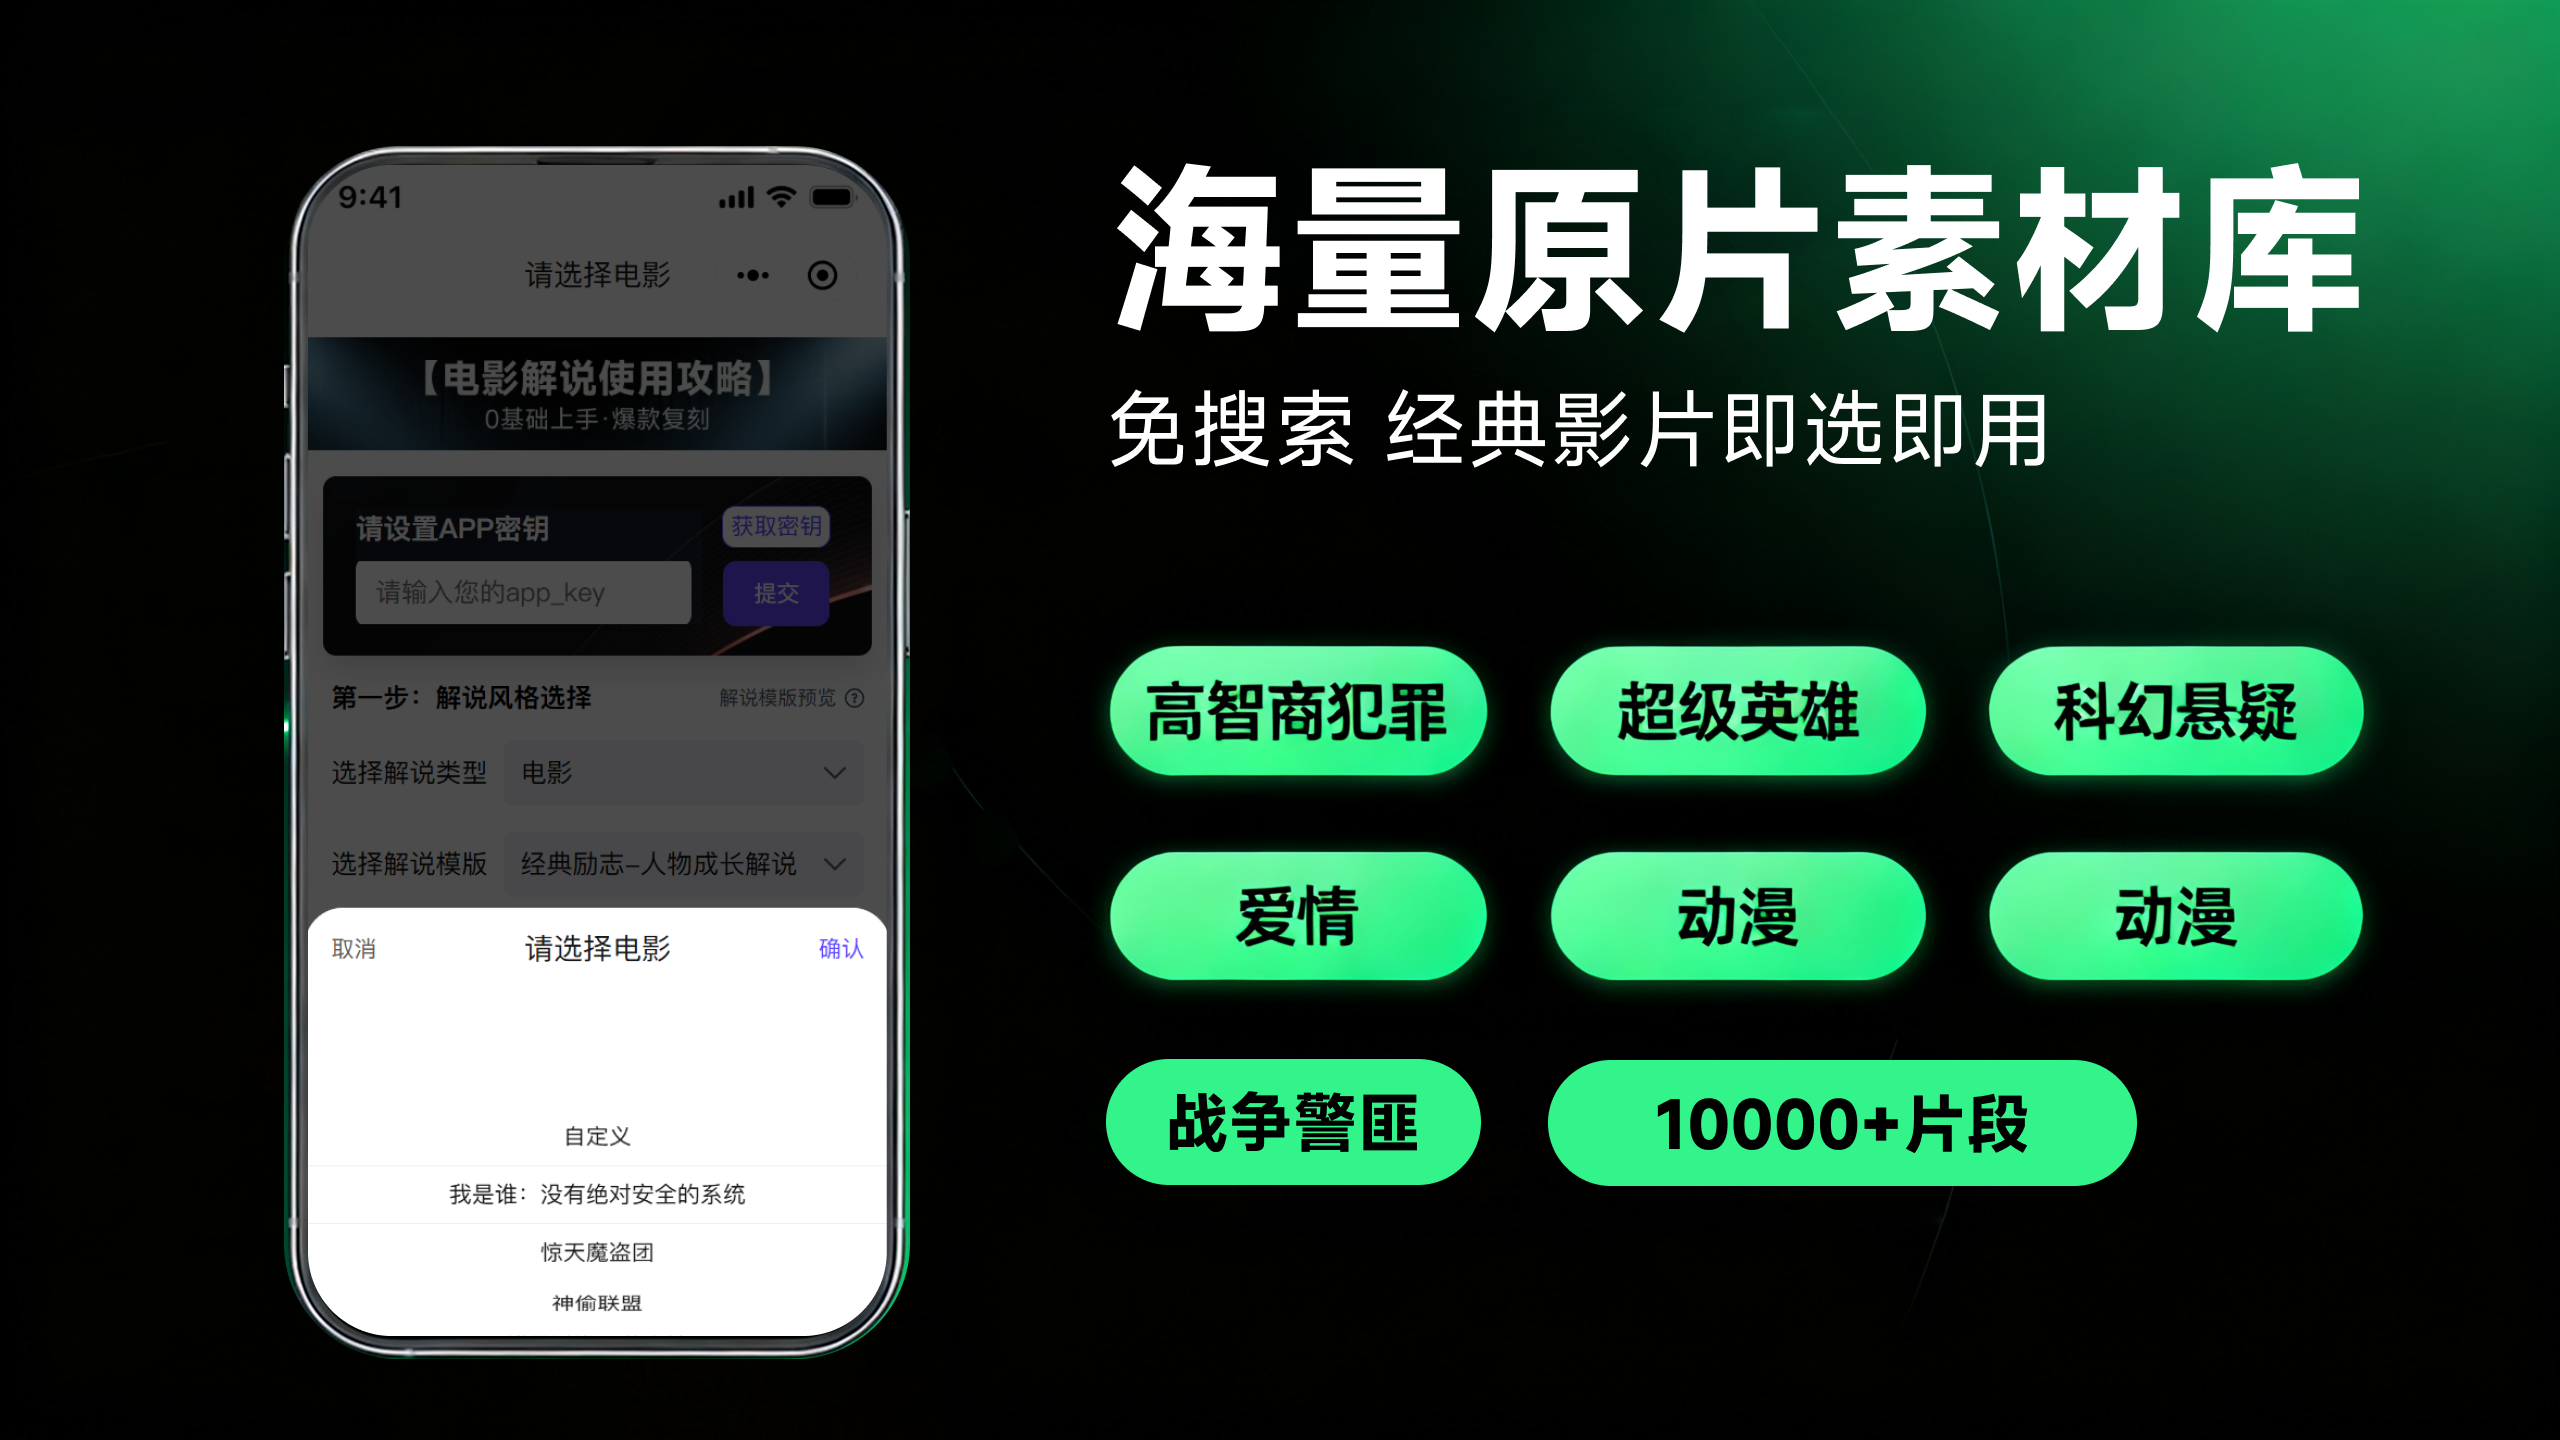 9:41
请选择电影
【电影解说使用攻略】
0基础上手·爆款复刻
请设置APP密钥
获取密钥
请输入您的app_key
提交
第一步：解说风格选择
解说模版预览
选择解说类型
电影
选择解说模版
经典励志-人物成长解说
取消
请选择电影
确认
自定义
我是谁：没有绝对安全的系统
惊天魔盗团
神偷联盟
海量原片素材库
免搜索 经典影片即选即用
高智商犯罪
超级英雄
科幻悬疑
爱情
动漫
动漫
战争警匪
10000+片段